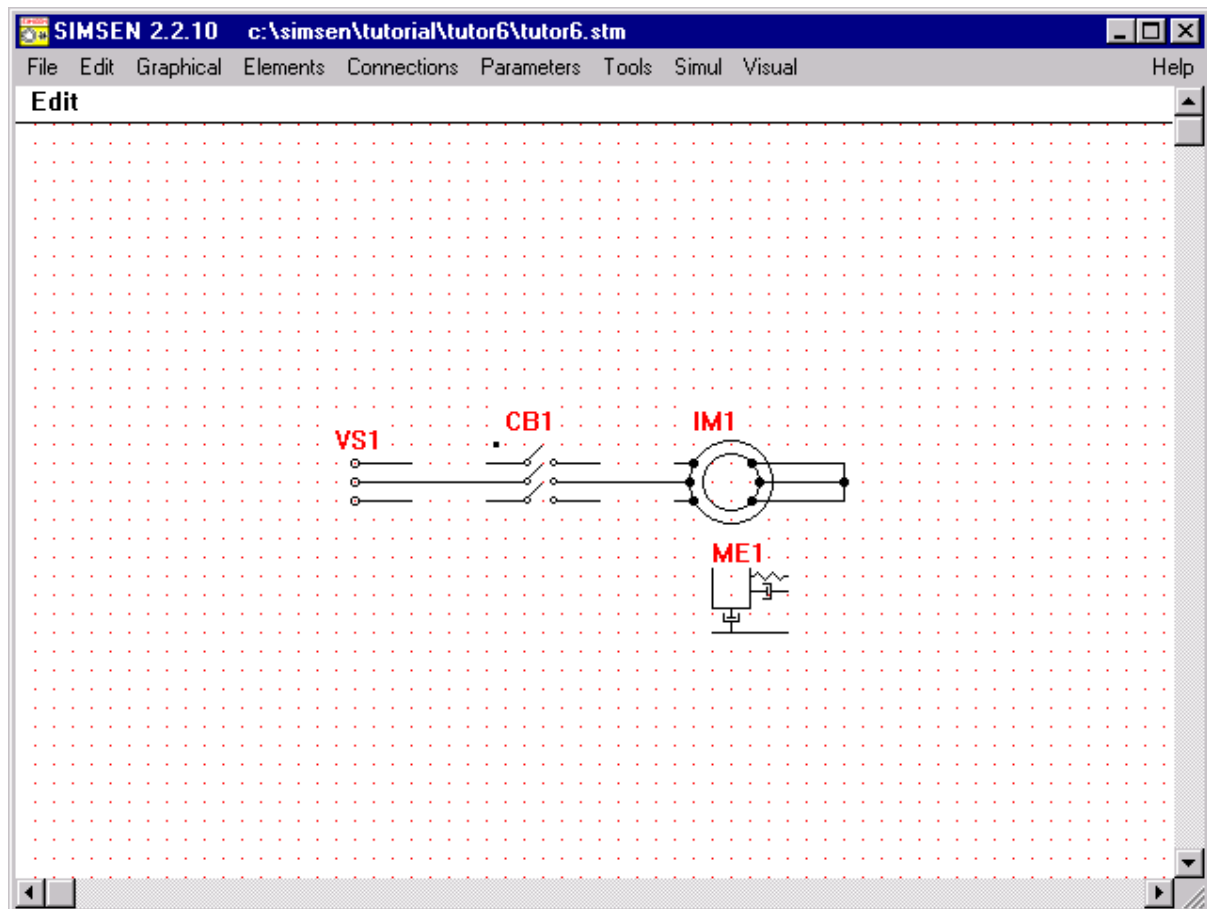 SIMSEN 2.2.10 c:\simsen\tutorial\tutor6\tutor6.stm
File Edit Graphical Elements Connections Parameters Tools Simul Visual Help
Edit
CB1 IM1
VS1
ME1